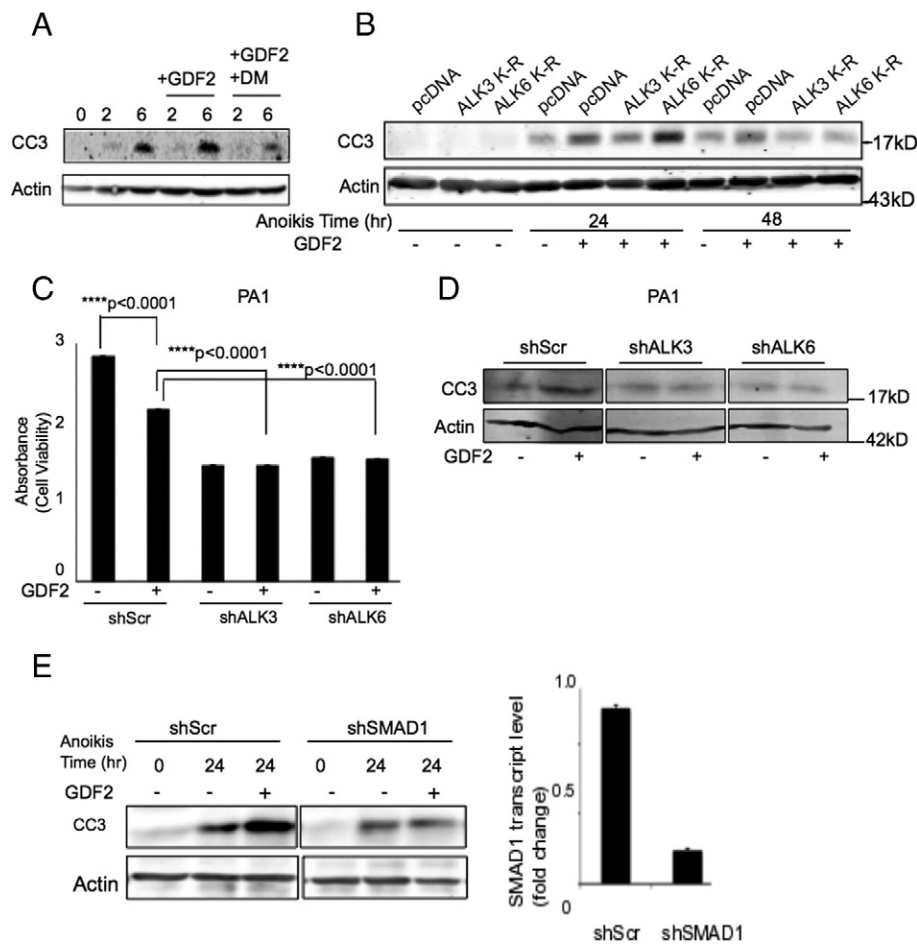 A
+GDF2
+GDF2 +DM
0 2 6 2 6 2 6
CC3
Actin
B
pcDNA ALK3 K-R ALK6 K-R pcDNA pcDNA ALK3 K-R ALK6 K-R pcDNA pcDNA ALK3 K-R ALK6 K-R
CC3
17kD
Actin
43kD
Anoikis Time (hr) 24 48
GDF2 - - - - + + + - + + +
C
PA1
****p<0.0001
****p<0.0001
****p<0.0001
3
2
1
0
Absorbance
(Cell Viability)
GDF2 - + - + - +
shScr shALK3 shALK6
D
PA1
shScr shALK3 shALK6
CC3
17kD
Actin
42kD
GDF2 - + - + - +
E
shScr shSMAD1
Anoikis
Time (hr) 0 24 24 0 24 24
GDF2 - - + - - +
CC3
Actin
SMAD1 transcript level
(fold change)
1.0
0.5
0
shScr shSMAD1